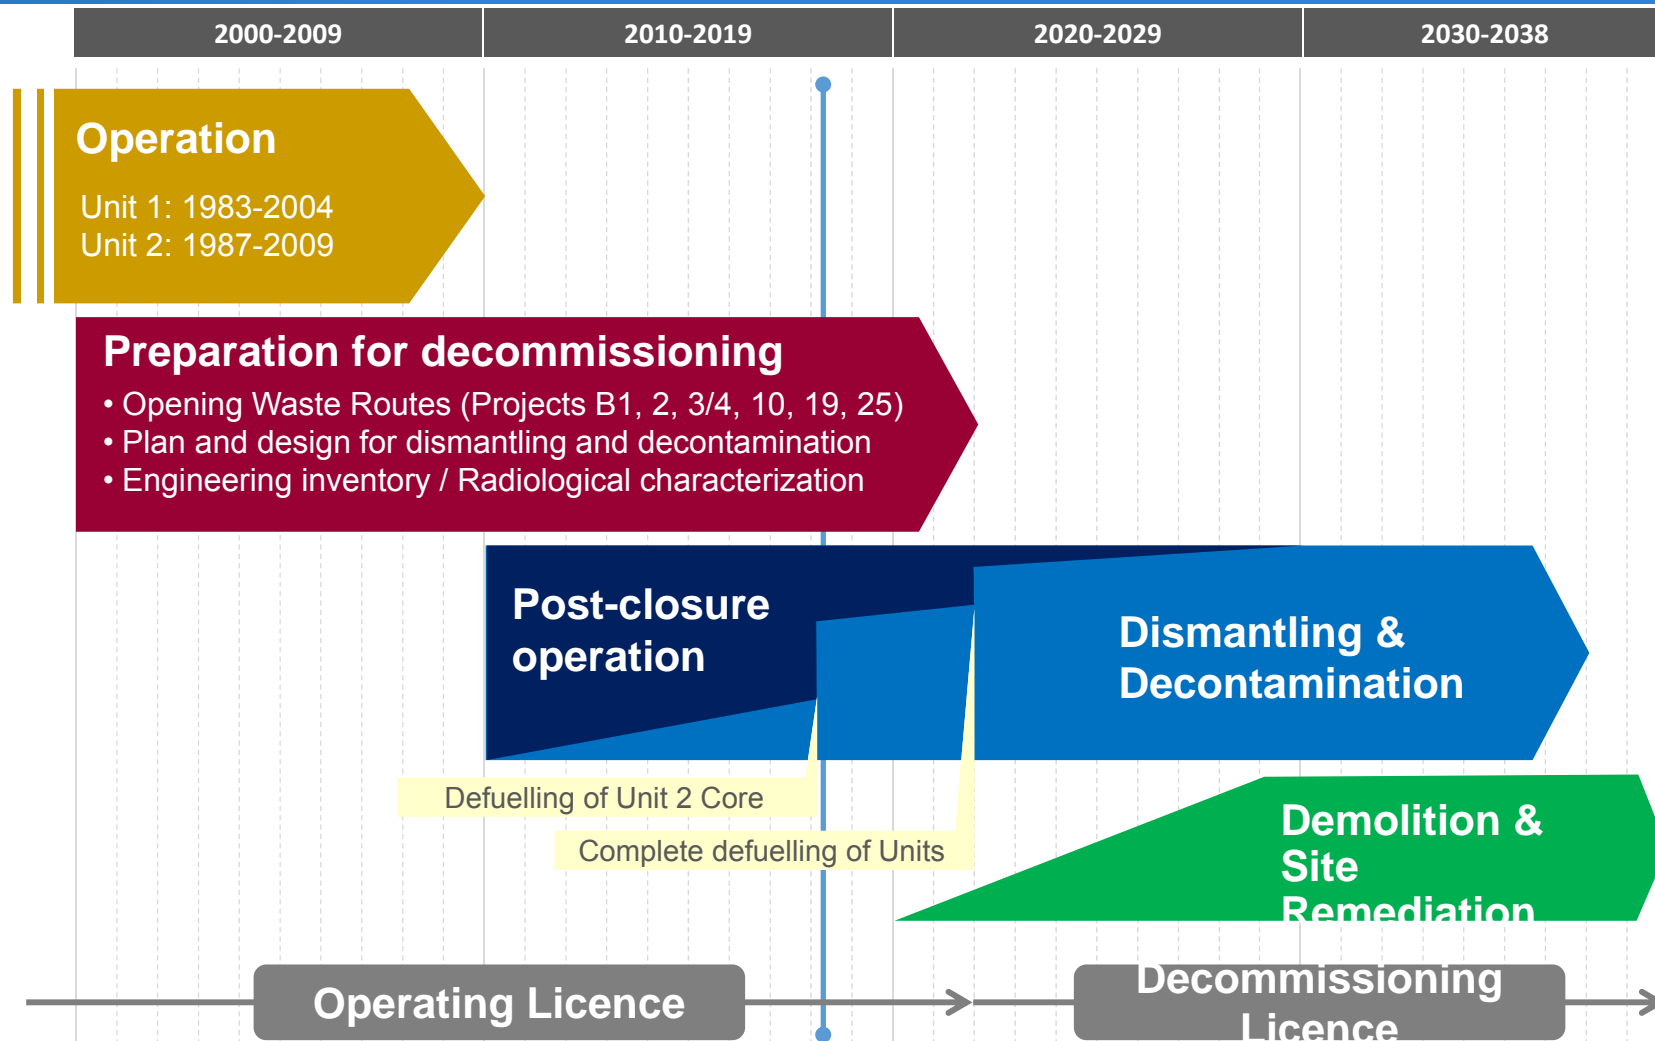 2000-2009
2010-2019
2020-2029
2030-2038
Operation
Unit 1: 1983-2004
Unit 2: 1987-2009
Preparation for decommissioning
• Opening Waste Routes (Projects B1, 2, 3/4, 10, 19, 25)
• Plan and design for dismantling and decontamination
• Engineering inventory / Radiological characterization
Post-closure
operation
Dismantling &
Decontamination
Defuelling of Unit 2 Core
Complete defuelling of Units
Demolition &
Site
Remediation
Operating Licence
Decommissioning
Licence